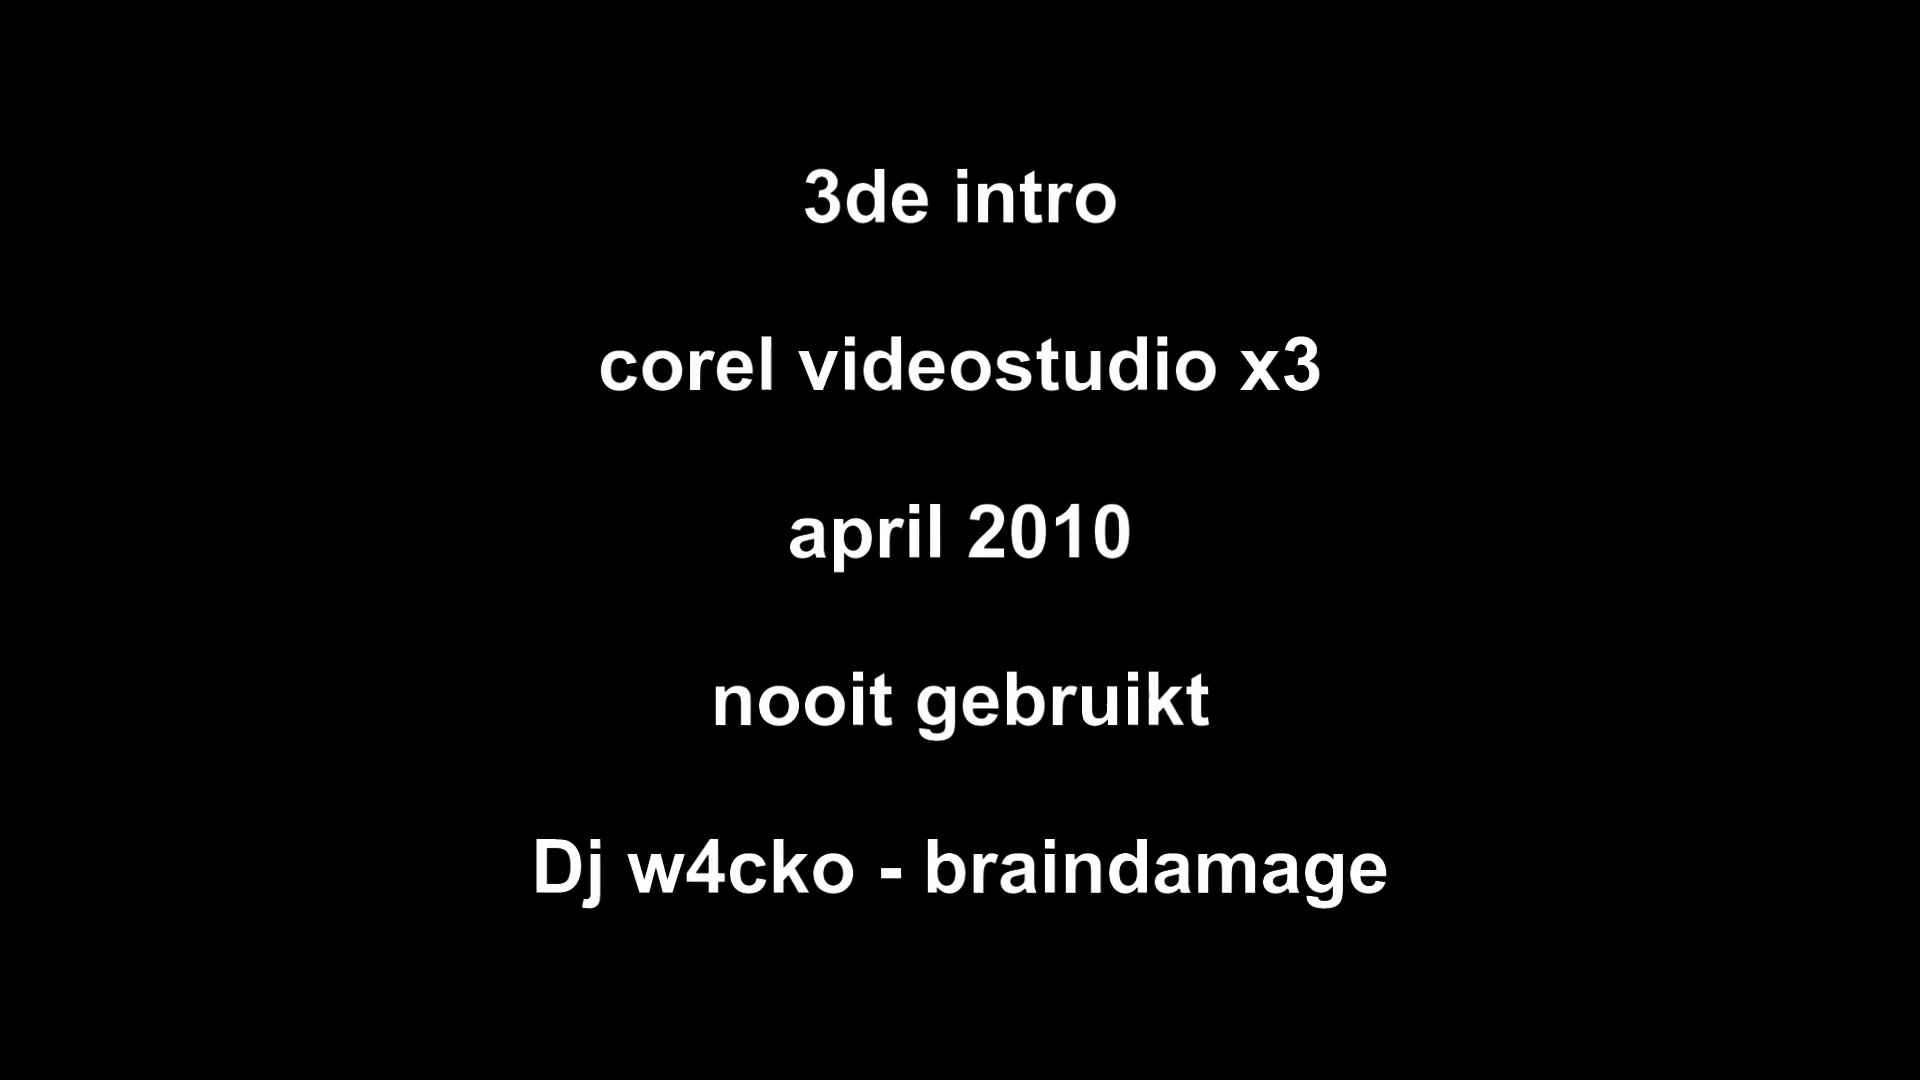 3de intro
corel videostudio x3
april 2010
nooit gebruikt
Dj w4cko - braindamage